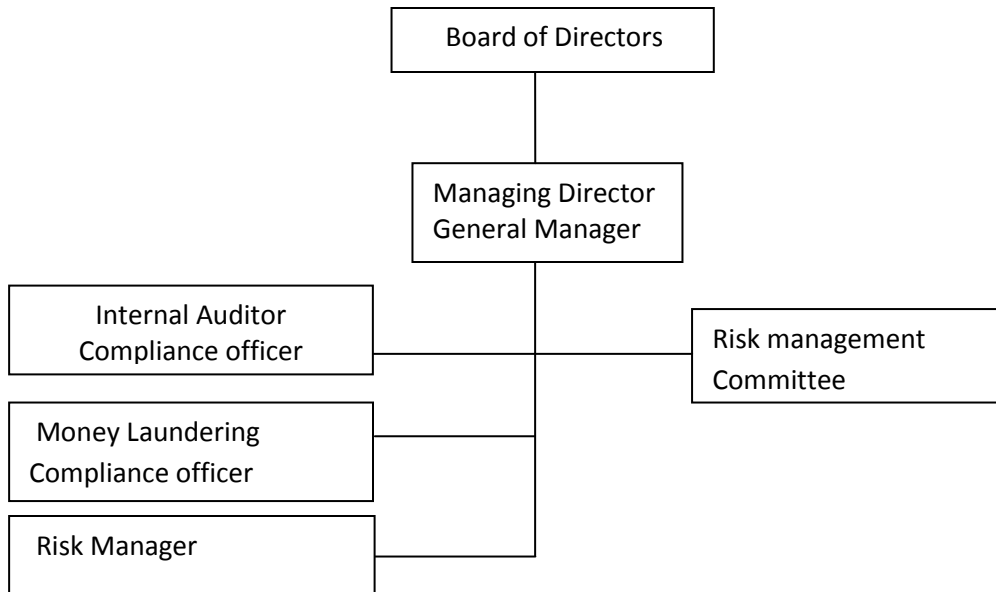 Board of Directors
Managing Director
General Manager
Internal Auditor
Compliance officer
Risk management
Committee
Money Laundering
Compliance officer
Risk Manager